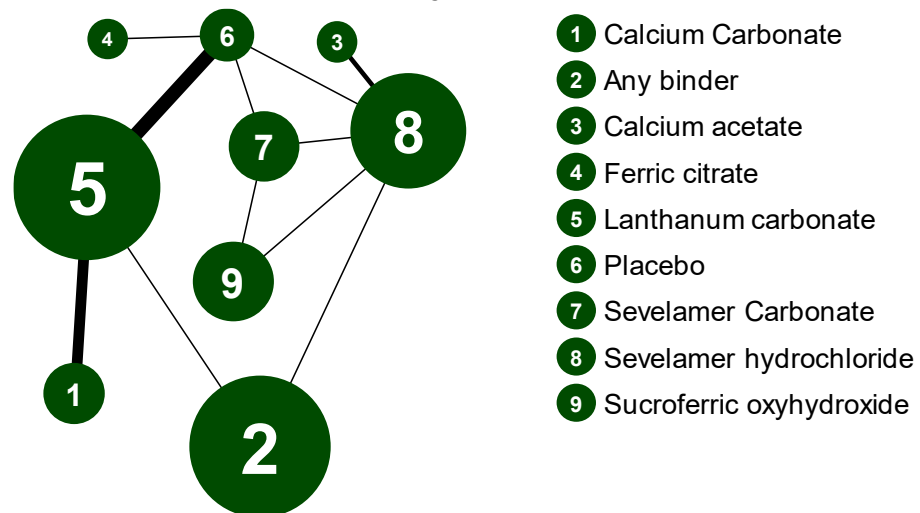 4
6
3
8
7
5
9
1
2
1 Calcium Carbonate
2 Any binder
3 Calcium acetate
4 Ferric citrate
5 Lanthanum carbonate
6 Placebo
7 Sevelamer Carbonate
8 Sevelamer hydrochloride
9 Sucroferric oxyhydroxide